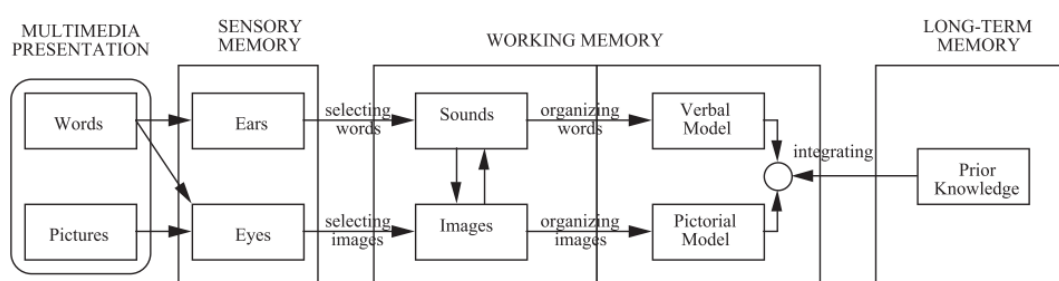 MULTIMEDIA
PRESENTATION
SENSORY
MEMORY
WORKING MEMORY
LONG-TERM
MEMORY
Words
Ears
selecting
words
Sounds
organizing
words
Verbal
Model
integrating
Prior
Knowledge
Pictures
Eyes
selecting
images
Images
organizing
images
Pictorial
Model